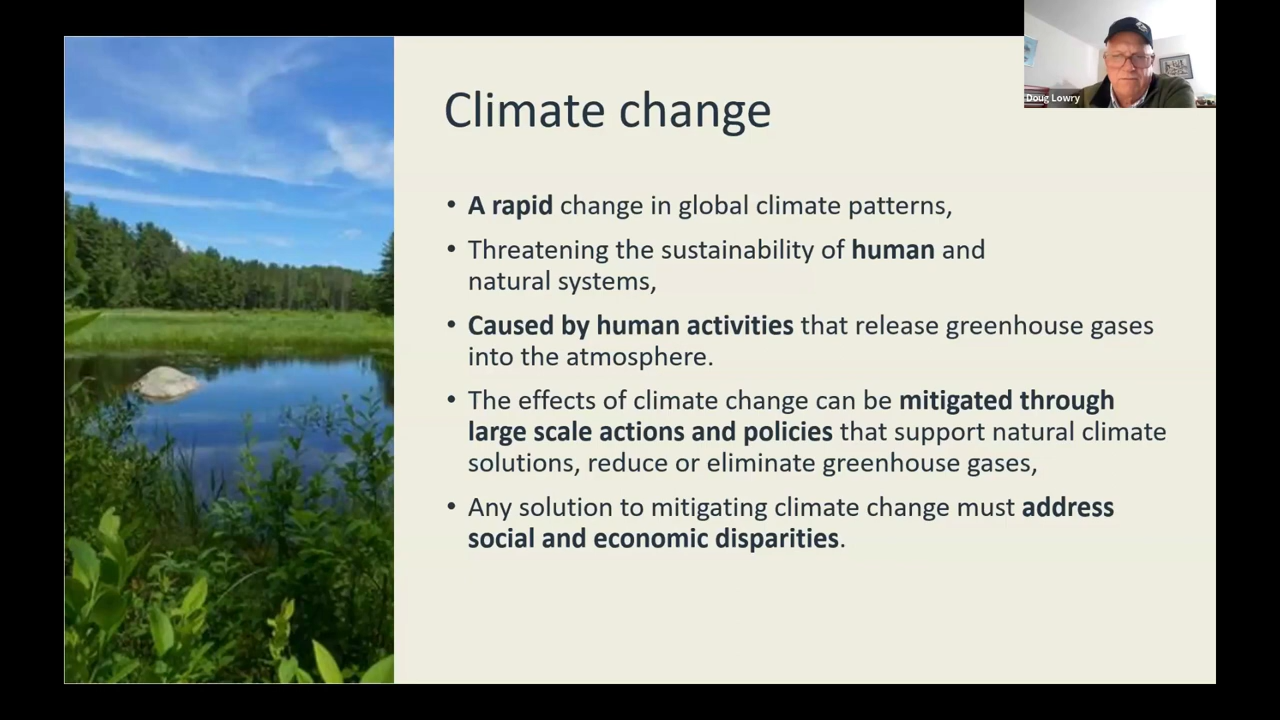 Doug Lowry
Climate change
• A rapid change in global climate patterns,
• Threatening the sustainability of human and
natural systems,
• Caused by human activities that release greenhouse gases
into the atmosphere.
• The effects of climate change can be mitigated through
large scale actions and policies that support natural climate
solutions, reduce or eliminate greenhouse gases,
• Any solution to mitigating climate change must address
social and economic disparities.